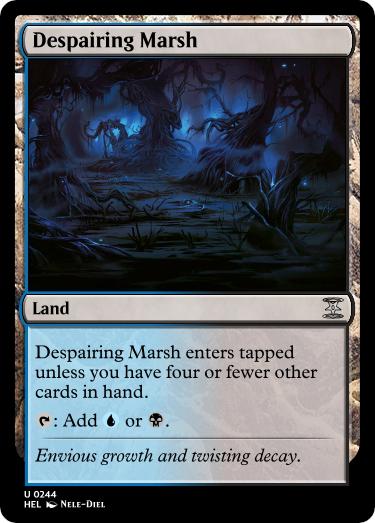 Despairing Marsh
Land
Despairing Marsh enters tapped
unless you have four or fewer other
cards in hand.
: Add or .
Envious growth and twisting decay.
U 0244
HEL Nele-Diel